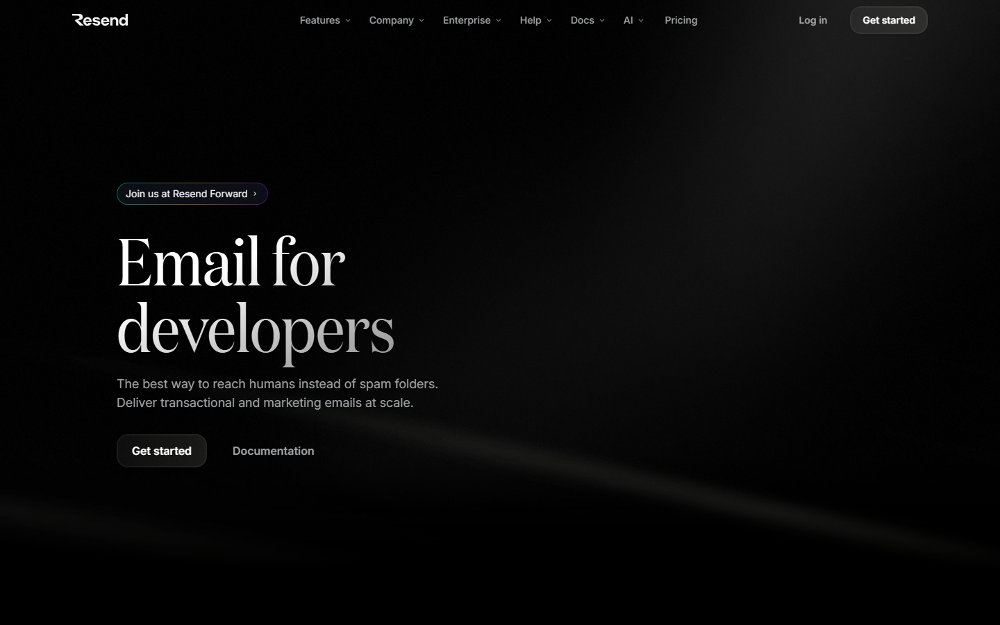 Resend
Features
Company
Enterprise
Help
Docs
AI
Pricing
Log in
Get started
Join us at Resend Forward
Email for
developers
The best way to reach humans instead of spam folders.
Deliver transactional and marketing emails at scale.
Get started
Documentation